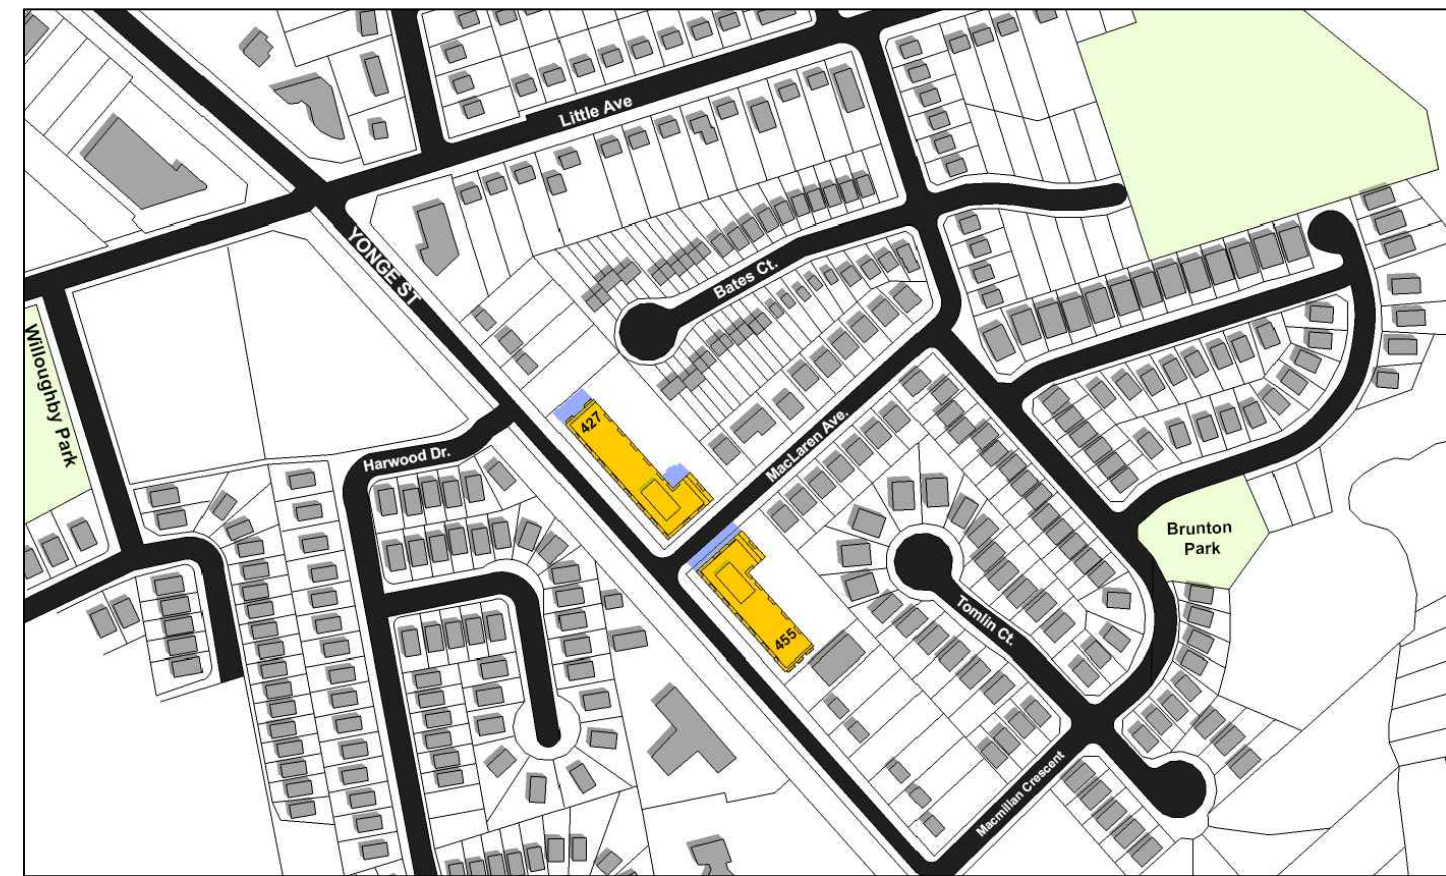 Little Ave
YONGE ST
Bates Ct.
Willoughby Park
427
MacLaren Ave.
Harwood Dr.
Brunton
Park
Tomlin Ct.
455
Macmillan Crescent